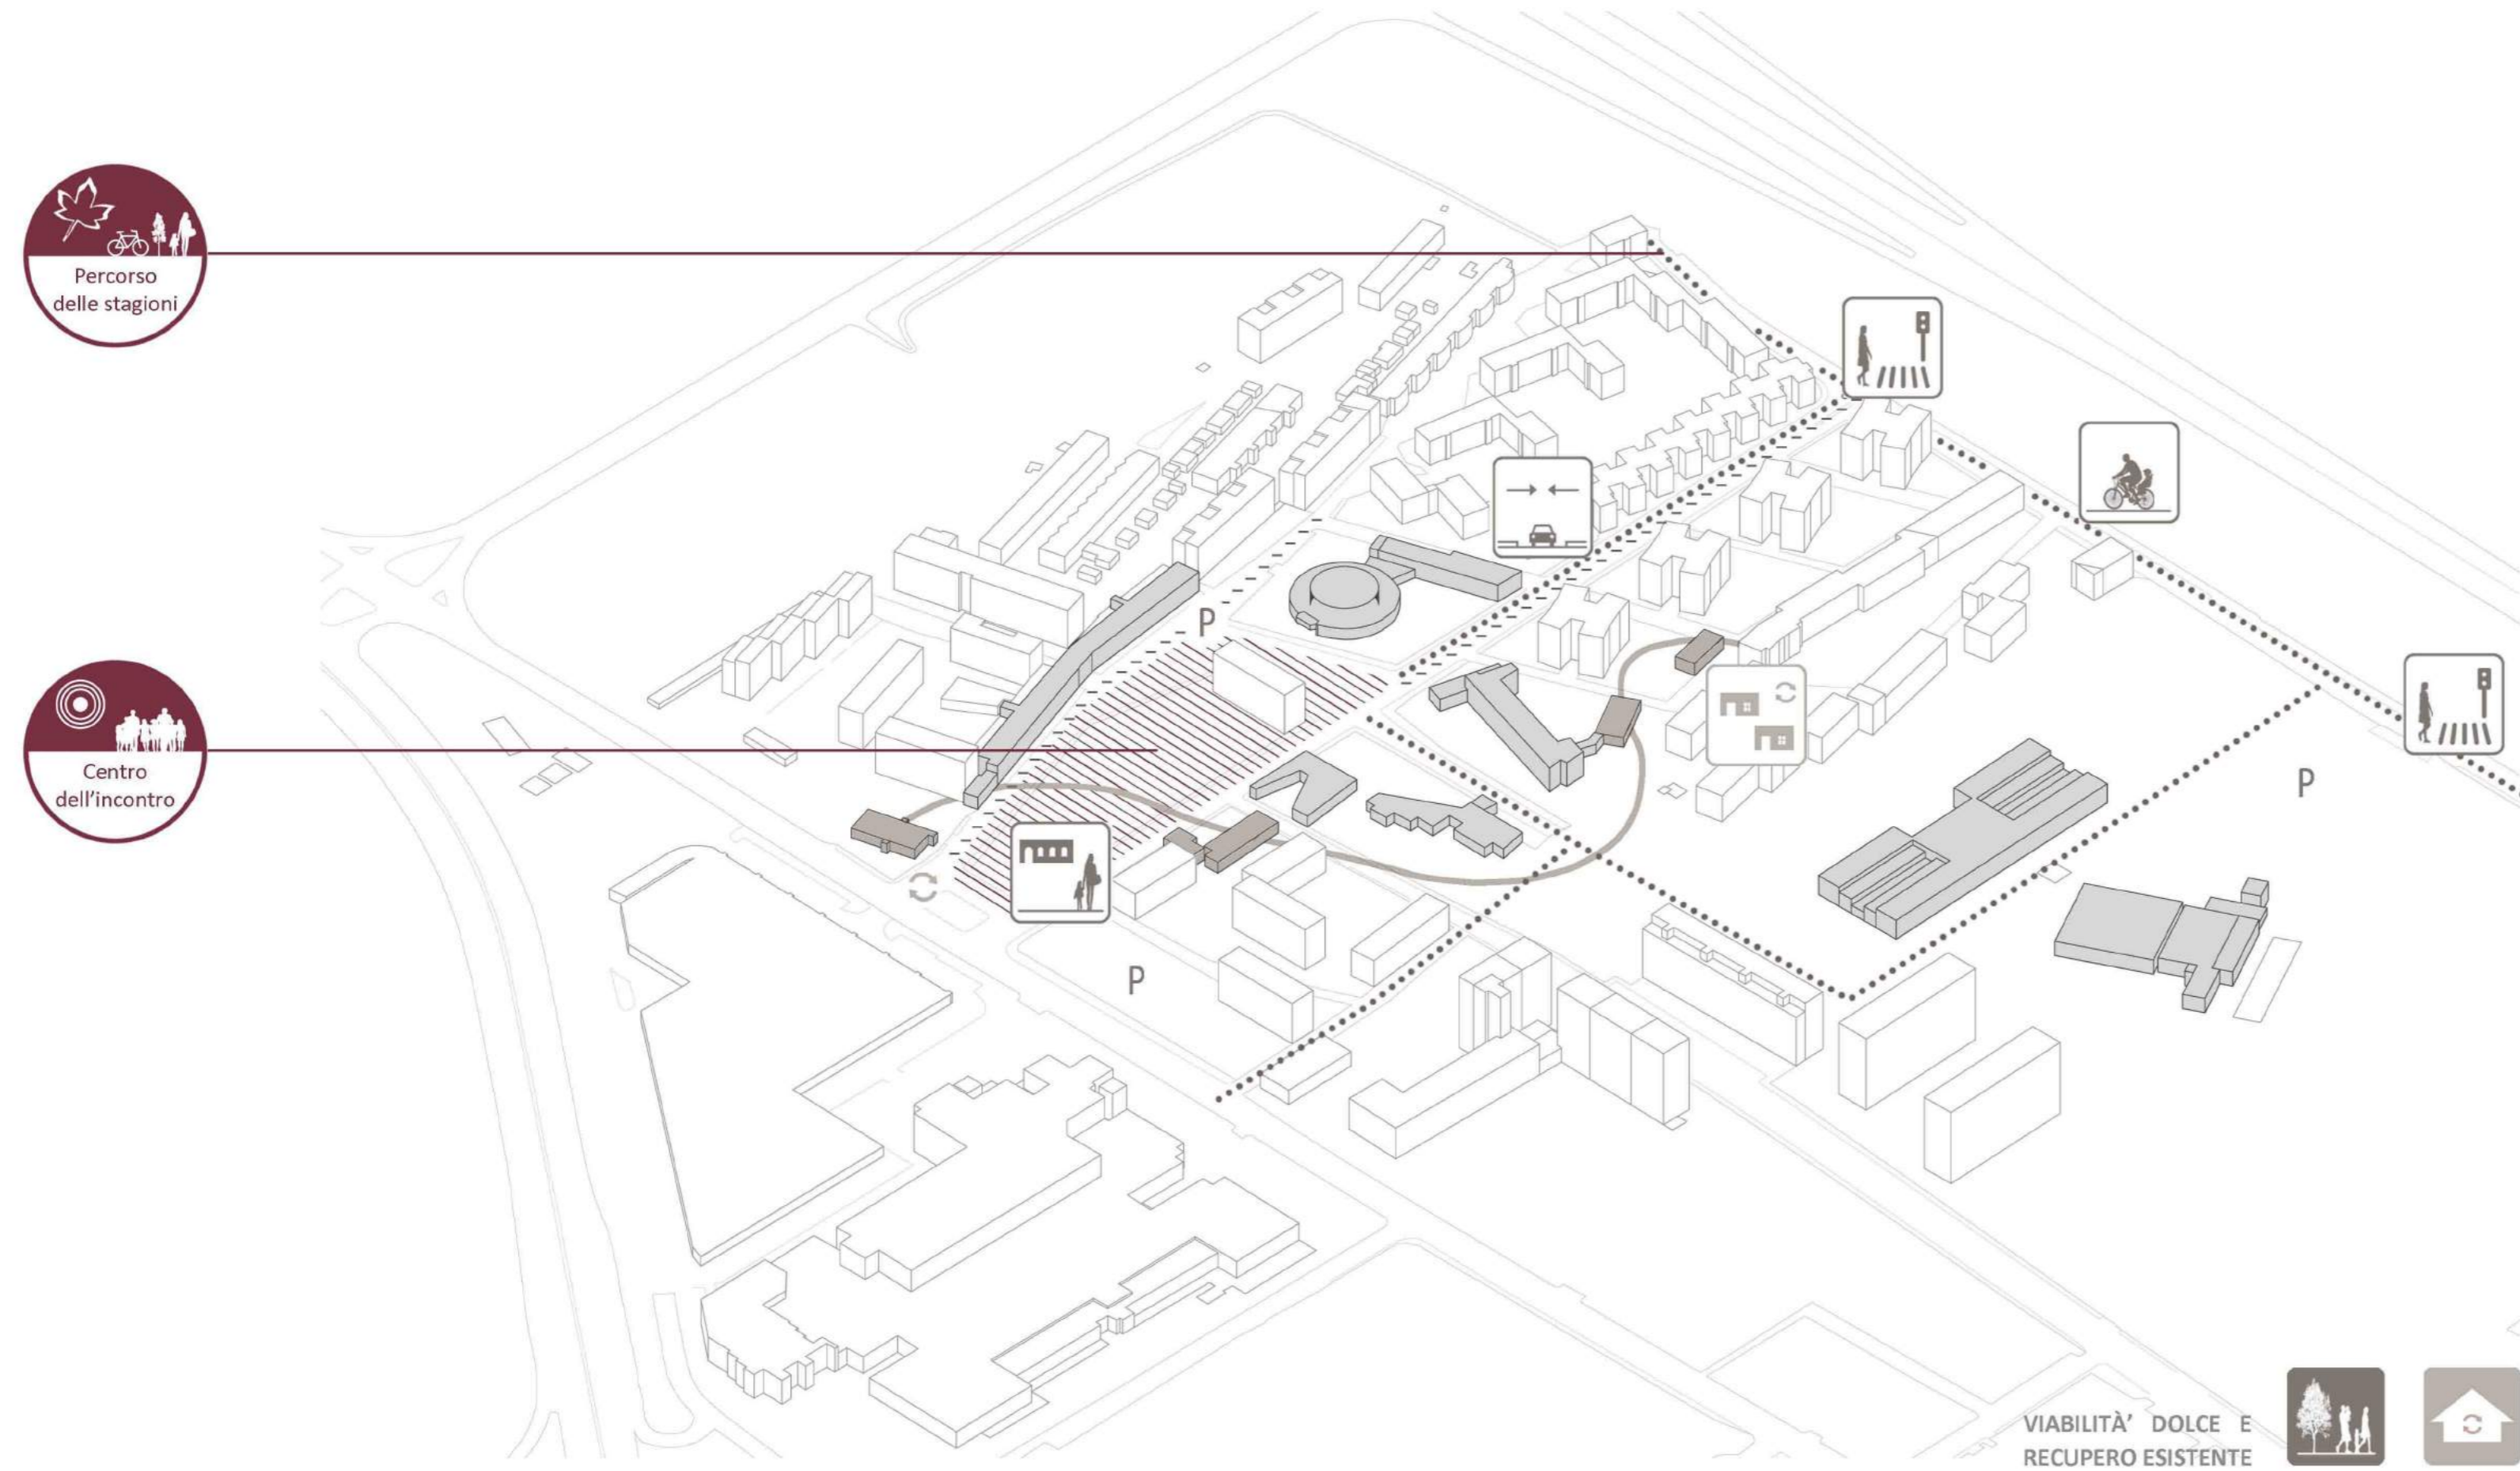 Percorso
delle stagioni
P
Centro
dell'incontro
P
P
VIABILITÀ' DOLCE E
RECUPERO ESISTENTE